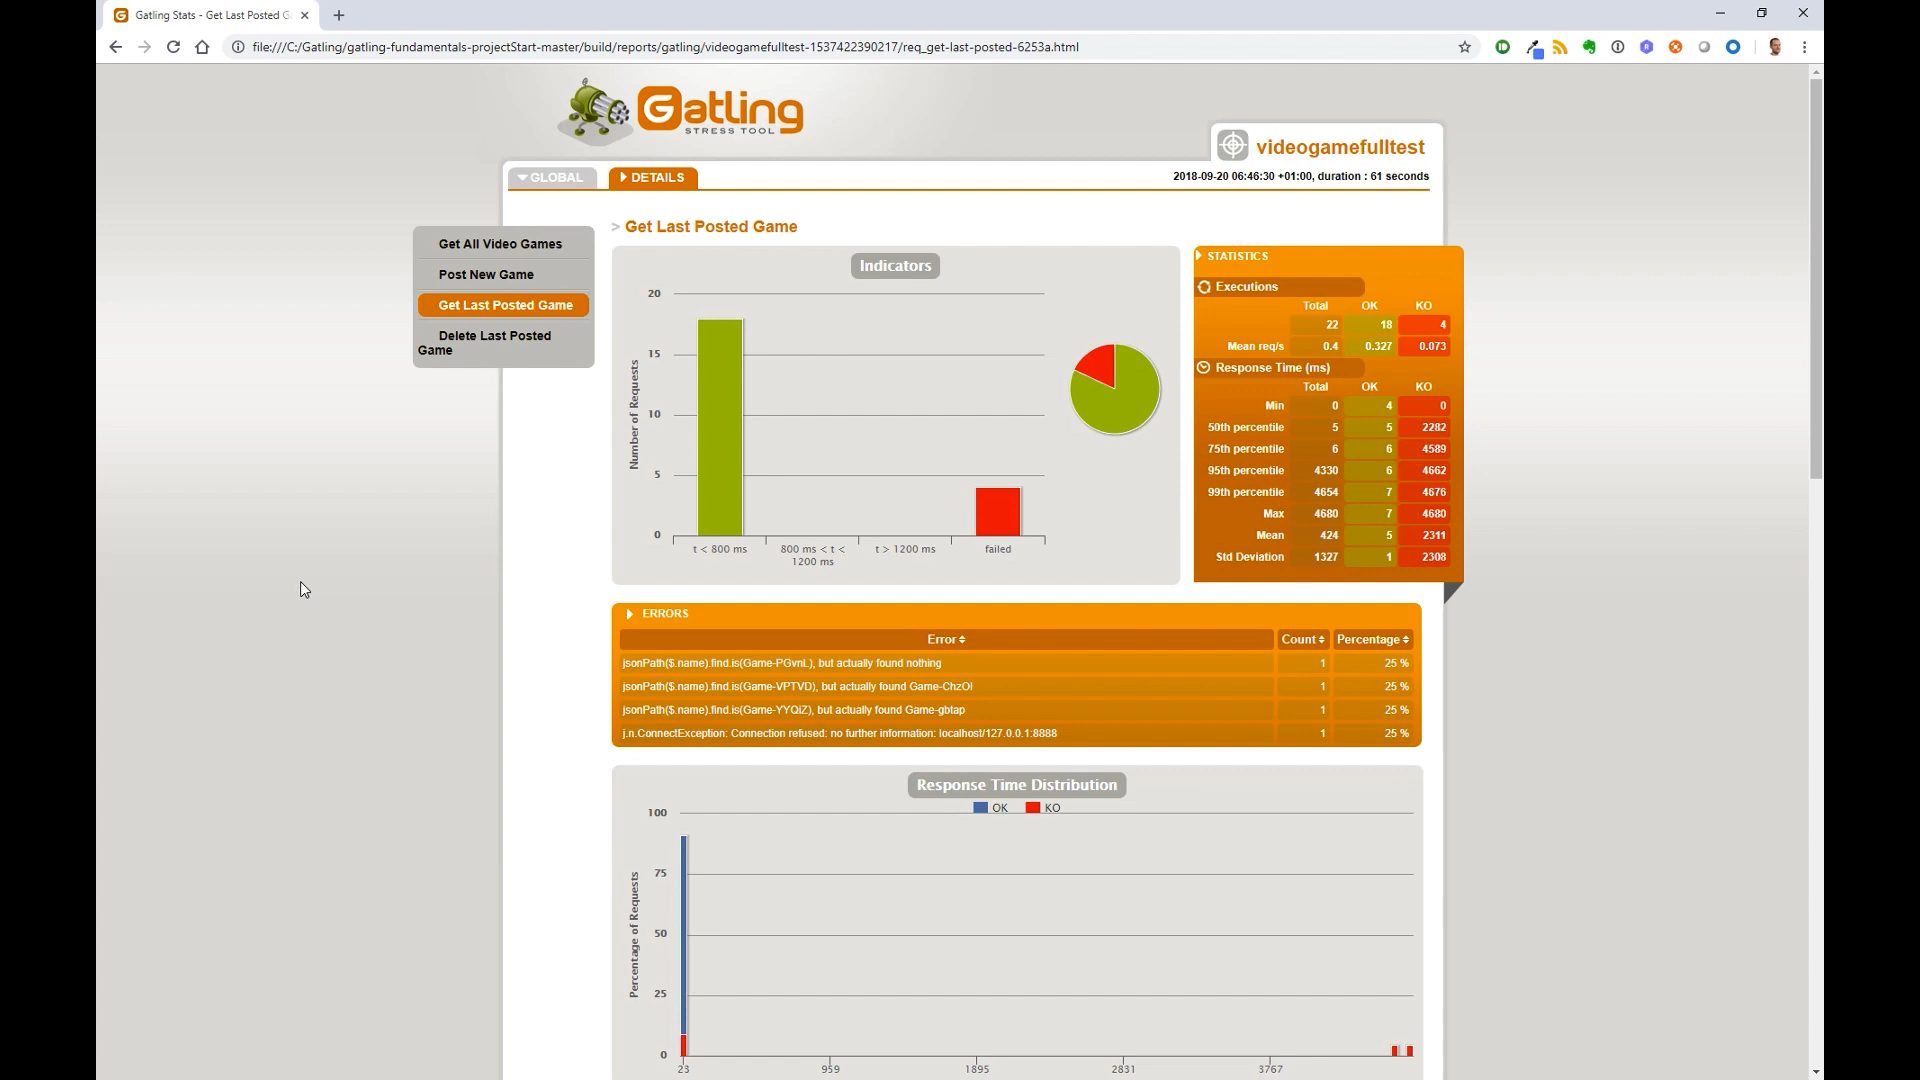 Gatling Stats - Get Last Posted G
file:///C:/Gatling/gatling-fundamentals-projectStart-master/build/reports/gatling/videogamefulltest-1537422390217/req_get-last-posted-6253a.html
Gatling
STRESS TOOL
videogamefulltest
GLOBAL
DETAILS
2018-09-20 06:46:30 +01:00, duration : 61 seconds
Get All Video Games
Post New Game
Get Last Posted Game
Delete Last Posted
Game
> Get Last Posted Game
Indicators
20
15
10
5
0
Number of Requests
t < 800 ms
800 ms < t <
1200 ms
t > 1200 ms
failed
STATISTICS
Executions
Total OK KO
22 18 4
Mean req/s 0.4 0.327 0.073
Response Time (ms)
Total OK KO
Min 0 4 0
50th percentile 5 5 2282
75th percentile 6 6 4589
95th percentile 4330 6 4662
99th percentile 4654 7 4676
Max 4680 7 4680
Mean 424 5 2311
Std Deviation 1327 1 2308
ERRORS
Error Count Percentage
jsonPath($.name).find.is(Game-PGvnL), but actually found nothing 1 25 %
jsonPath($.name).find.is(Game-VPTVD), but actually found Game-ChzOl 1 25 %
jsonPath($.name).find.is(Game-YYQiZ), but actually found Game-gbtap 1 25 %
j.n.ConnectException: Connection refused: no further information: localhost/127.0.0.1:8888 1 25 %
Response Time Distribution
OK KO
100
75
50
25
0
Percentage of Requests
23 959 1895 2831 3767